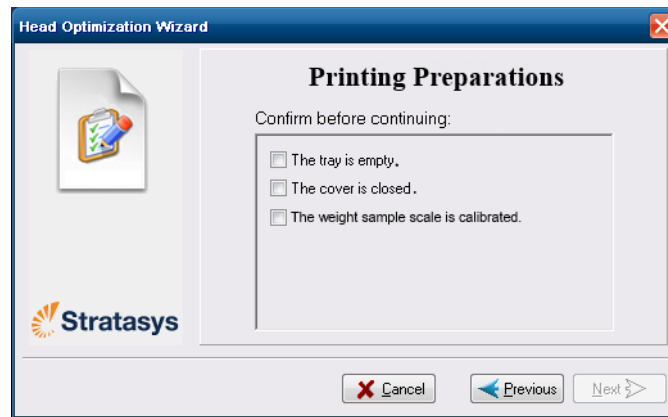 Head Optimization Wizard
Printing Preparations
Confirm before continuing:
The tray is empty.
The cover is closed.
The weight sample scale is calibrated.
Stratasys
Cancel
Previous
Next